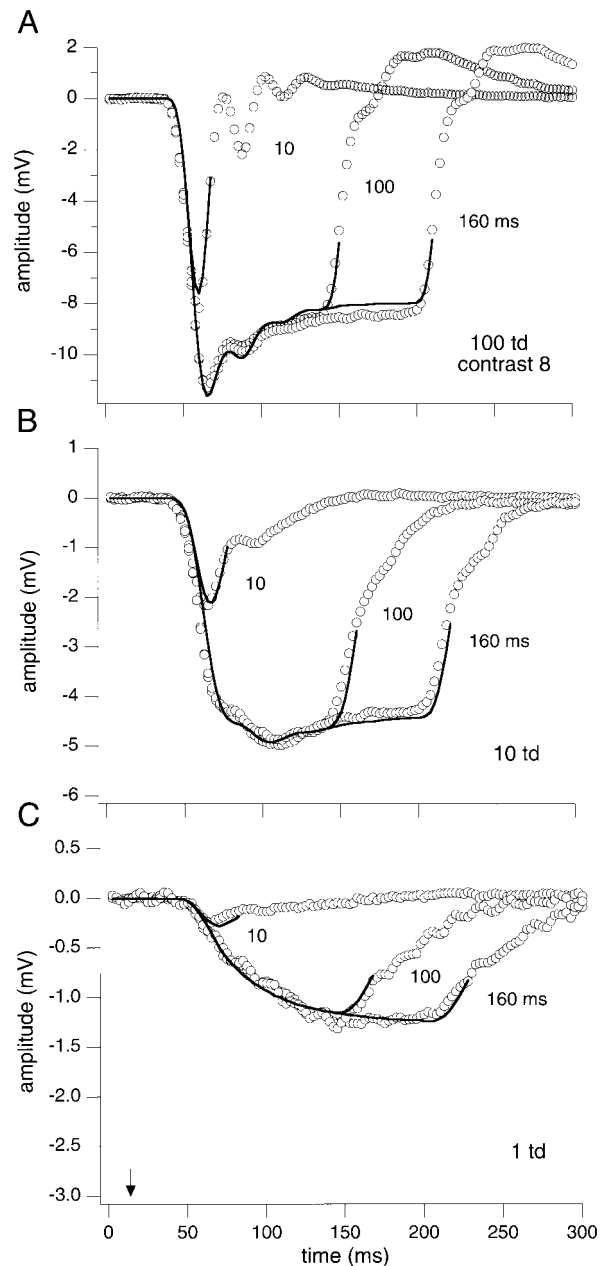 A
2
0
-2
-4
-6
-8
-10
amplitude (mV)
10
100
160 ms
100 td
contrast 8
B
1
0
-1
-2
-3
-4
-5
-6
amplitude (mV)
10
100
160 ms
10 td
C
0.5
0.0
-0.5
-1.0
-1.5
-2.0
-2.5
-3.0
amplitude (mV)
10
100
160 ms
1 td
0 50 100 150 200 250 300
time (ms)